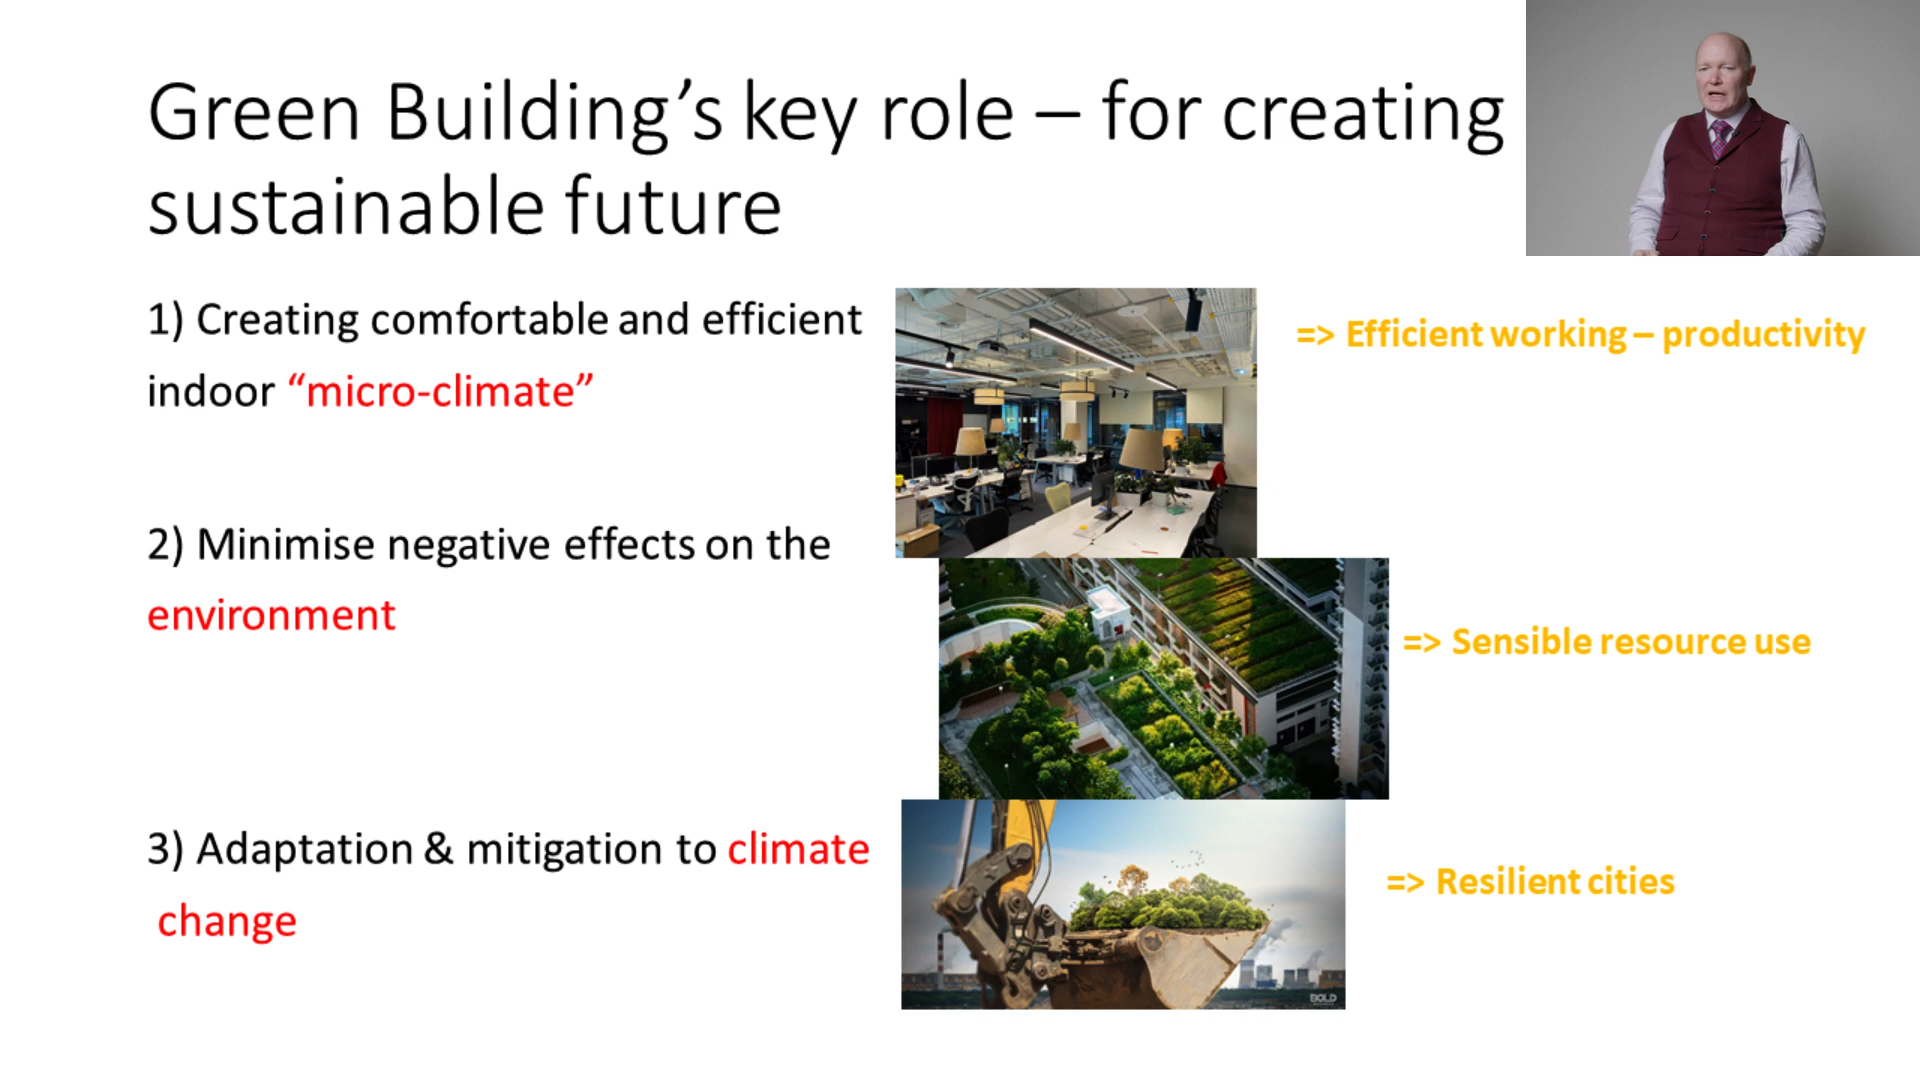 Green Building’s key role – for creating
sustainable future
1) Creating comfortable and efficient
indoor “micro-climate”
=> Efficient working – productivity
2) Minimise negative effects on the
environment
=> Sensible resource use
3) Adaptation & mitigation to climate
change
=> Resilient cities
BOLD